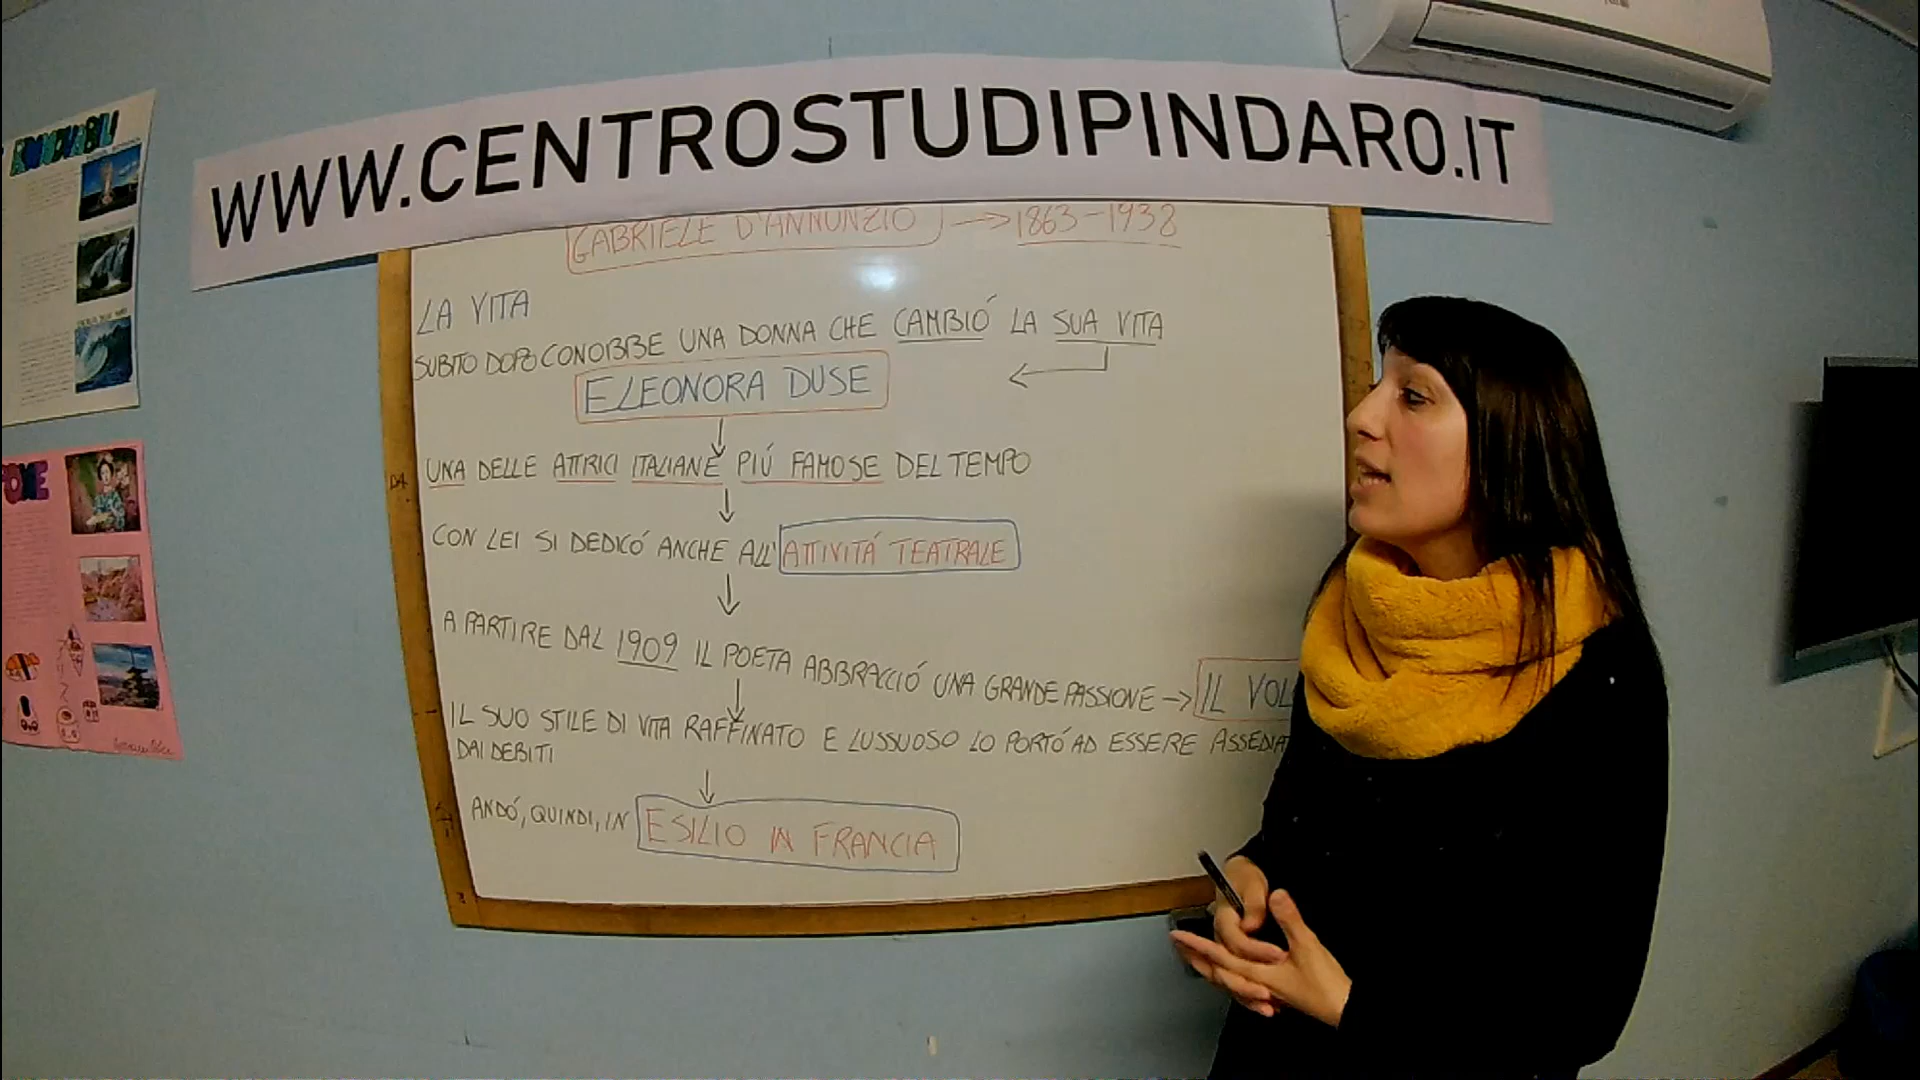 WWW.CENTROSTUDIPINDARO.IT
GABRIELE D'ANNUNZIO → 1863-1938
LA VITA
SUBITO DOPO CONOBBE UNA DONNA CHE CAMBIÓ LA SUA VITA
ELEONORA DUSE
UNA DELLE ATTRICI ITALIANE PIÚ FAMOSE DEL TEMPO
CON LEI SI DEDICÓ ANCHE ALL'ATTIVITÁ TEATRALE
A PARTIRE DAL 1909 IL POETA ABBRACCIÓ UNA GRANDE PASSIONE → IL VOL
IL SUO STILE DI VITA RAFFINATO E LUSSUOSO LO PORTÓ AD ESSERE ASSEDIAT
DAI DEBITI
ANDÓ, QUINDI, IN ESILIO IN FRANCIA